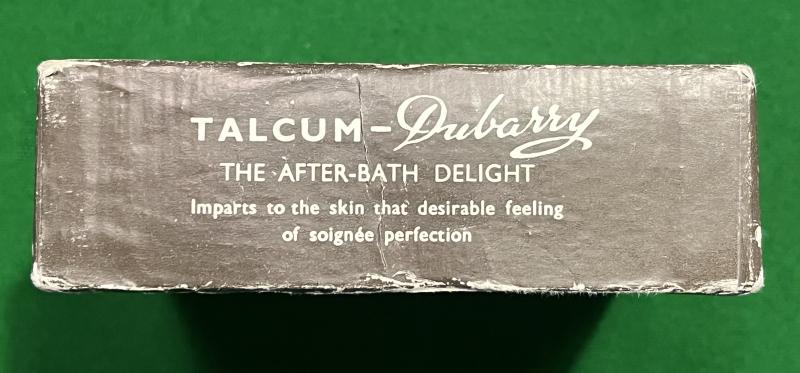 TALCUM – Dubarry
THE AFTER-BATH DELIGHT
Imparts to the skin that desirable feeling
of soignée perfection